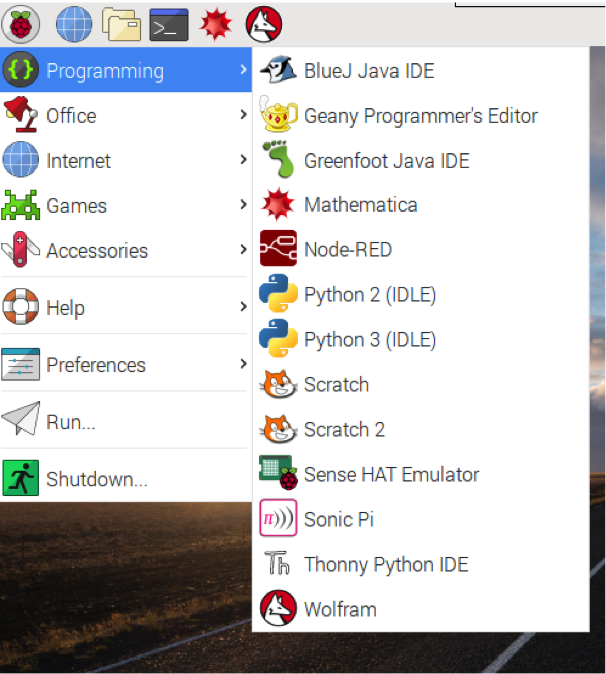 Programming
Office
Internet
Games
Accessories
Help
Preferences
Run...
Shutdown...
BlueJ Java IDE
Geany Programmer's Editor
Greenfoot Java IDE
Mathematica
Node-RED
Python 2 (IDLE)
Python 3 (IDLE)
Scratch
Scratch 2
Sense HAT Emulator
π))) Sonic Pi
Th Thonny Python IDE
Wolfram